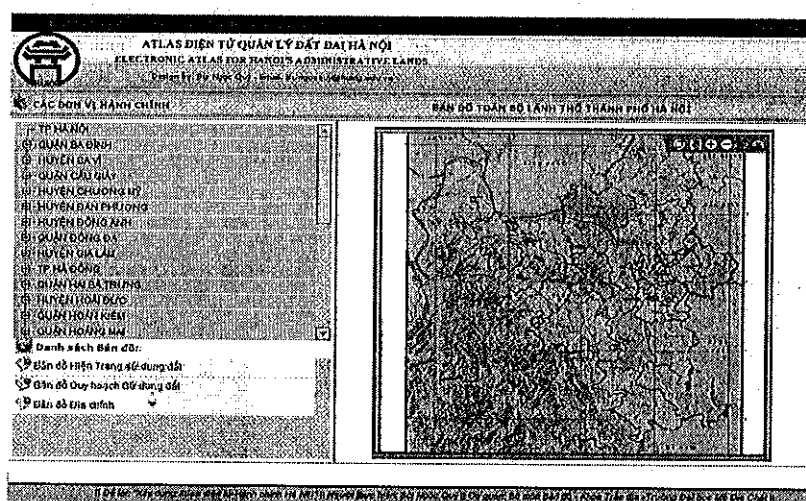 ATLAS ĐIỆN TỬ QUẢN LÝ ĐẤT ĐAI HÀ NỘI
ELECTRONIC ATLAS FOR HANOI'S ADMINISTRATIVE LANDS
CÁC ĐƠN VỊ HÀNH CHÍNH
BẢN ĐỒ TOÀN BỘ LÃNH THỔ THÀNH PHỐ HÀ NỘI
TP HÀ NỘI
QUẬN BA ĐÌNH
HUYỆN BA VÌ
QUẬN CẦU GIẤY
HUYỆN CHƯƠNG MỸ
HUYỆN ĐAN PHƯỢNG
HUYỆN ĐÔNG ANH
QUẬN ĐỐNG ĐA
HUYỆN GIA LÂM
TP HÀ ĐÔNG
QUẬN HAI BÀ TRƯNG
HUYỆN HOÀI ĐỨC
QUẬN HOÀN KIẾM
QUẬN HOÀNG MAI
Danh sách Bản đồ:
Bản đồ Hiện Trạng sử dụng đất
Bản đồ Quy hoạch Sử dụng đất
Bản đồ Địa chính